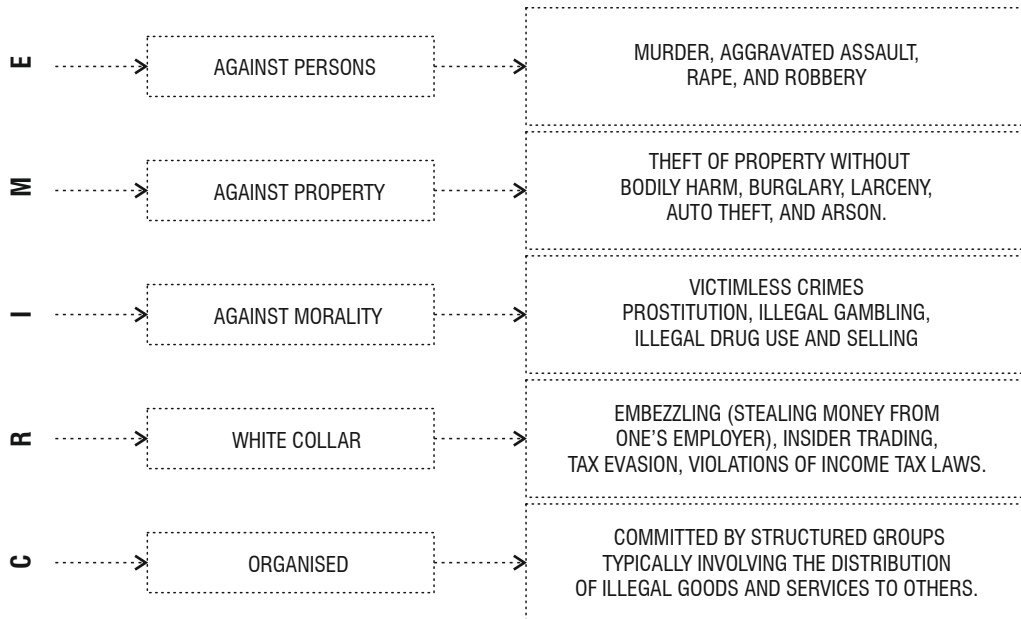 E
AGAINST PERSONS
MURDER, AGGRAVATED ASSAULT,
RAPE, AND ROBBERY
M
AGAINST PROPERTY
THEFT OF PROPERTY WITHOUT
BODILY HARM, BURGLARY, LARCENY,
AUTO THEFT, AND ARSON.
I
AGAINST MORALITY
VICTIMLESS CRIMES
PROSTITUTION, ILLEGAL GAMBLING,
ILLEGAL DRUG USE AND SELLING
R
WHITE COLLAR
EMBEZZLING (STEALING MONEY FROM
ONE'S EMPLOYER), INSIDER TRADING,
TAX EVASION, VIOLATIONS OF INCOME TAX LAWS.
C
ORGANISED
COMMITTED BY STRUCTURED GROUPS
TYPICALLY INVOLVING THE DISTRIBUTION
OF ILLEGAL GOODS AND SERVICES TO OTHERS.